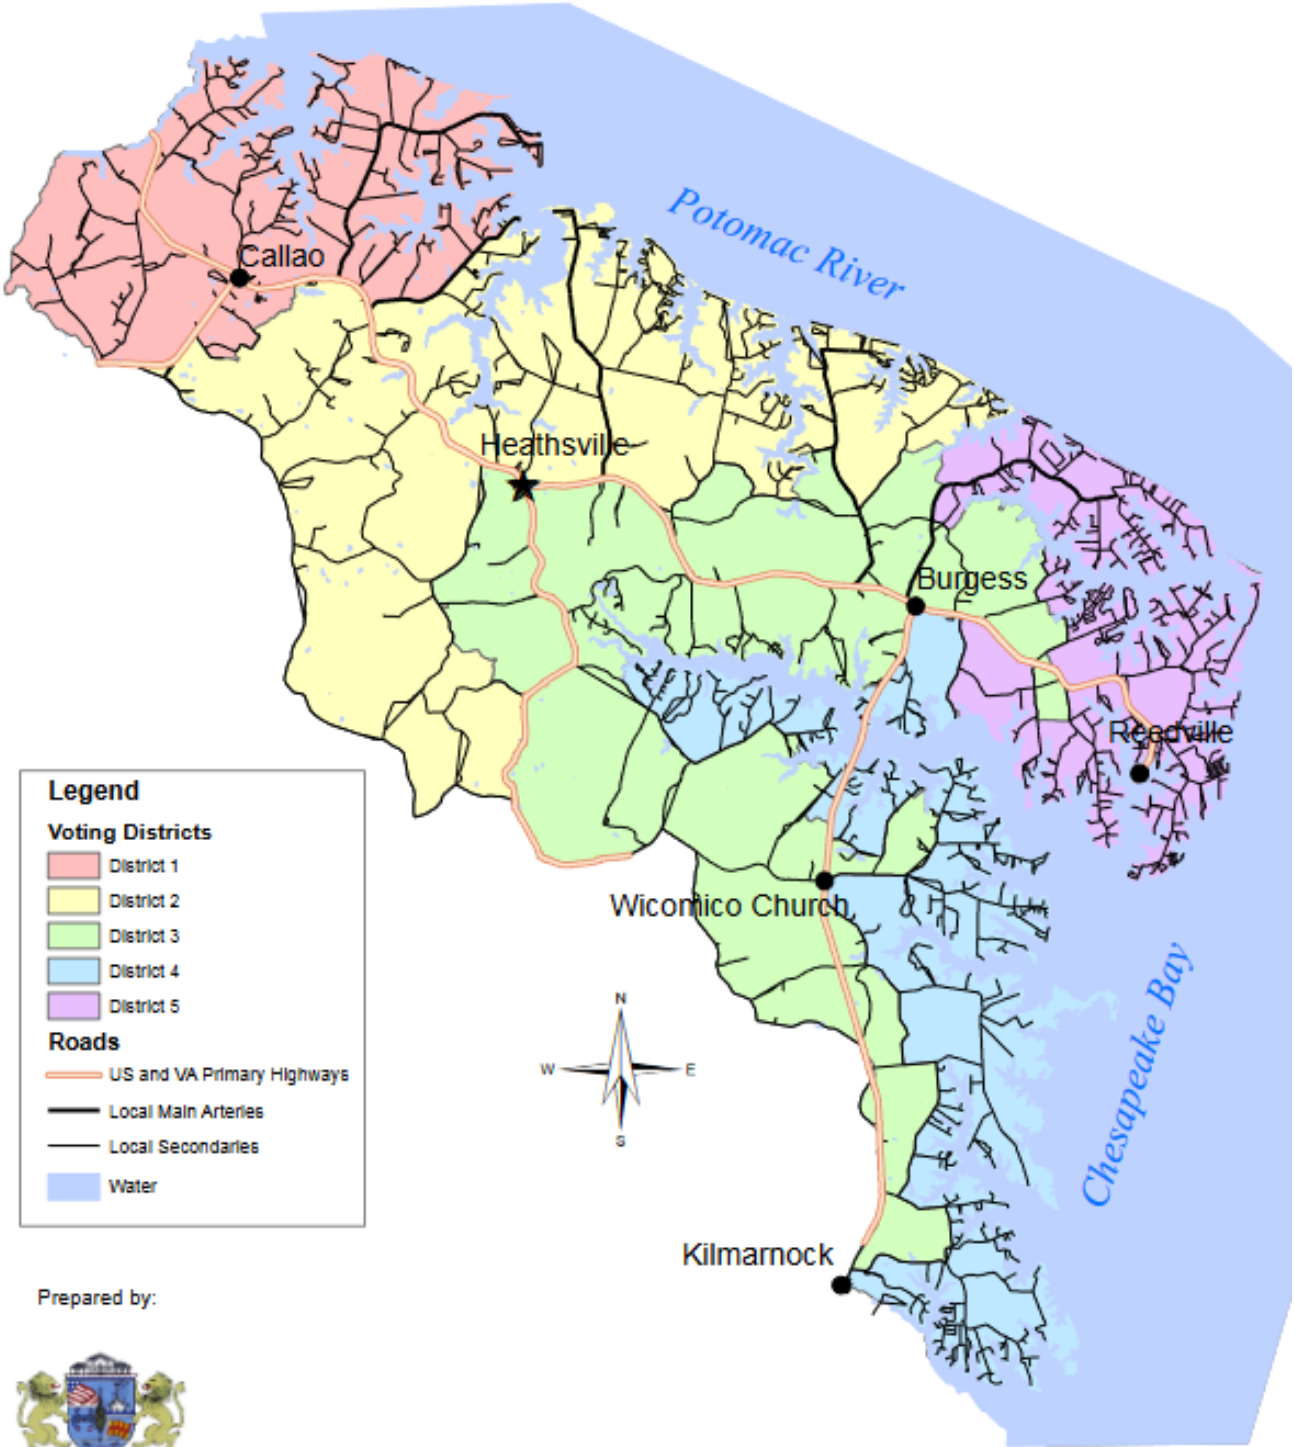 Potomac River
Callao
Heathsville
Burgess
Reedville
Legend
Voting Districts
District 1
District 2
District 3
District 4
District 5
Roads
US and VA Primary Highways
Local Main Arteries
Local Secondaries
Water
Wicomico Church
N
W E
S
Chesapeake Bay
Kilmarnock
Prepared by: